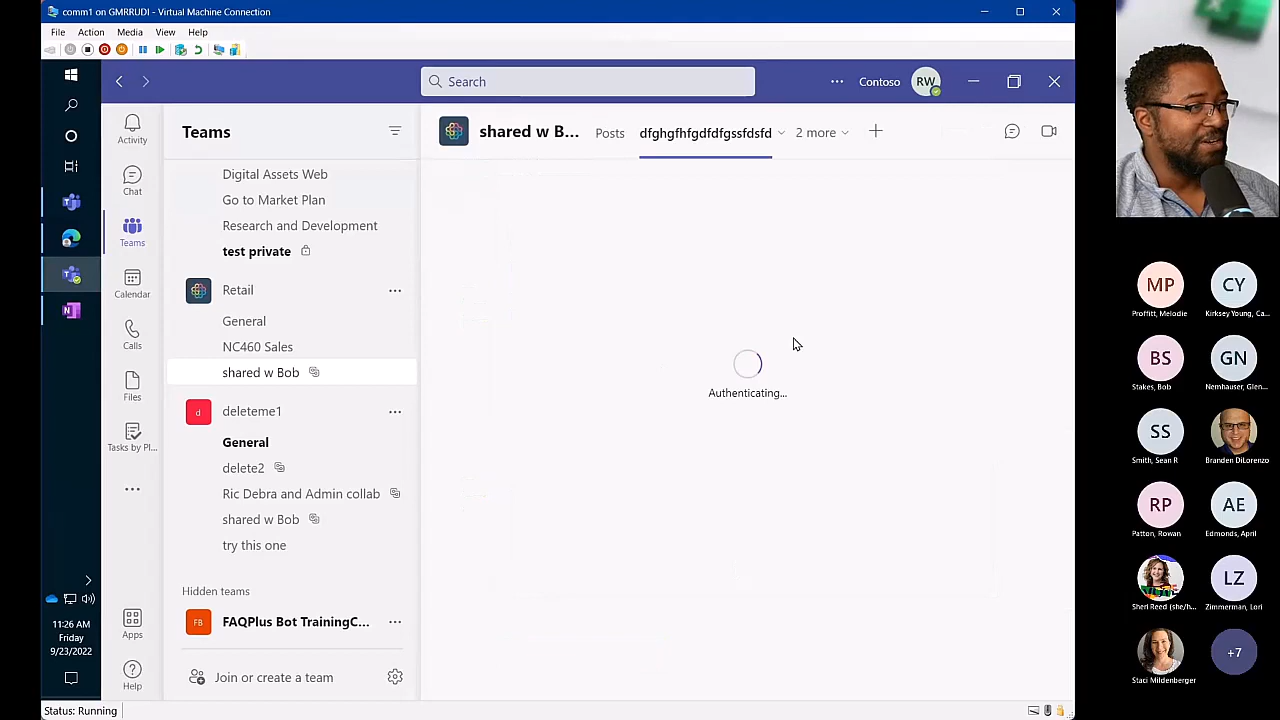 comm1 on GMRRUDI - Virtual Machine Connection
File Action Media View Help
Search
Contoso RW
Activity
Chat
Teams
Calendar
Calls
Files
Tasks by Pl...
Apps
Help
Teams
Digital Assets Web
Go to Market Plan
Research and Development
test private
Retail
General
NC460 Sales
shared w Bob
d deleteme1
General
delete2
Ric Debra and Admin collab
shared w Bob
try this one
Hidden teams
FB FAQPlus Bot TrainingC...
Join or create a team
shared w B... Posts dfghgfhfgdfdfgssfdsfd 2 more
Authenticating...
11:26 AM
Friday
9/23/2022
Status: Running
MP
Proffitt, Melodie
CY
Kirksey Young, Ca...
BS
Stakes, Bob
GN
Nemhauser, Glen...
SS
Smith, Sean R
Branden DiLorenzo
RP
Patton, Rowan
AE
Edmonds, April
Sheri Reed (she/h...
LZ
Zimmerman, Lori
Staci Mildenberger
+7